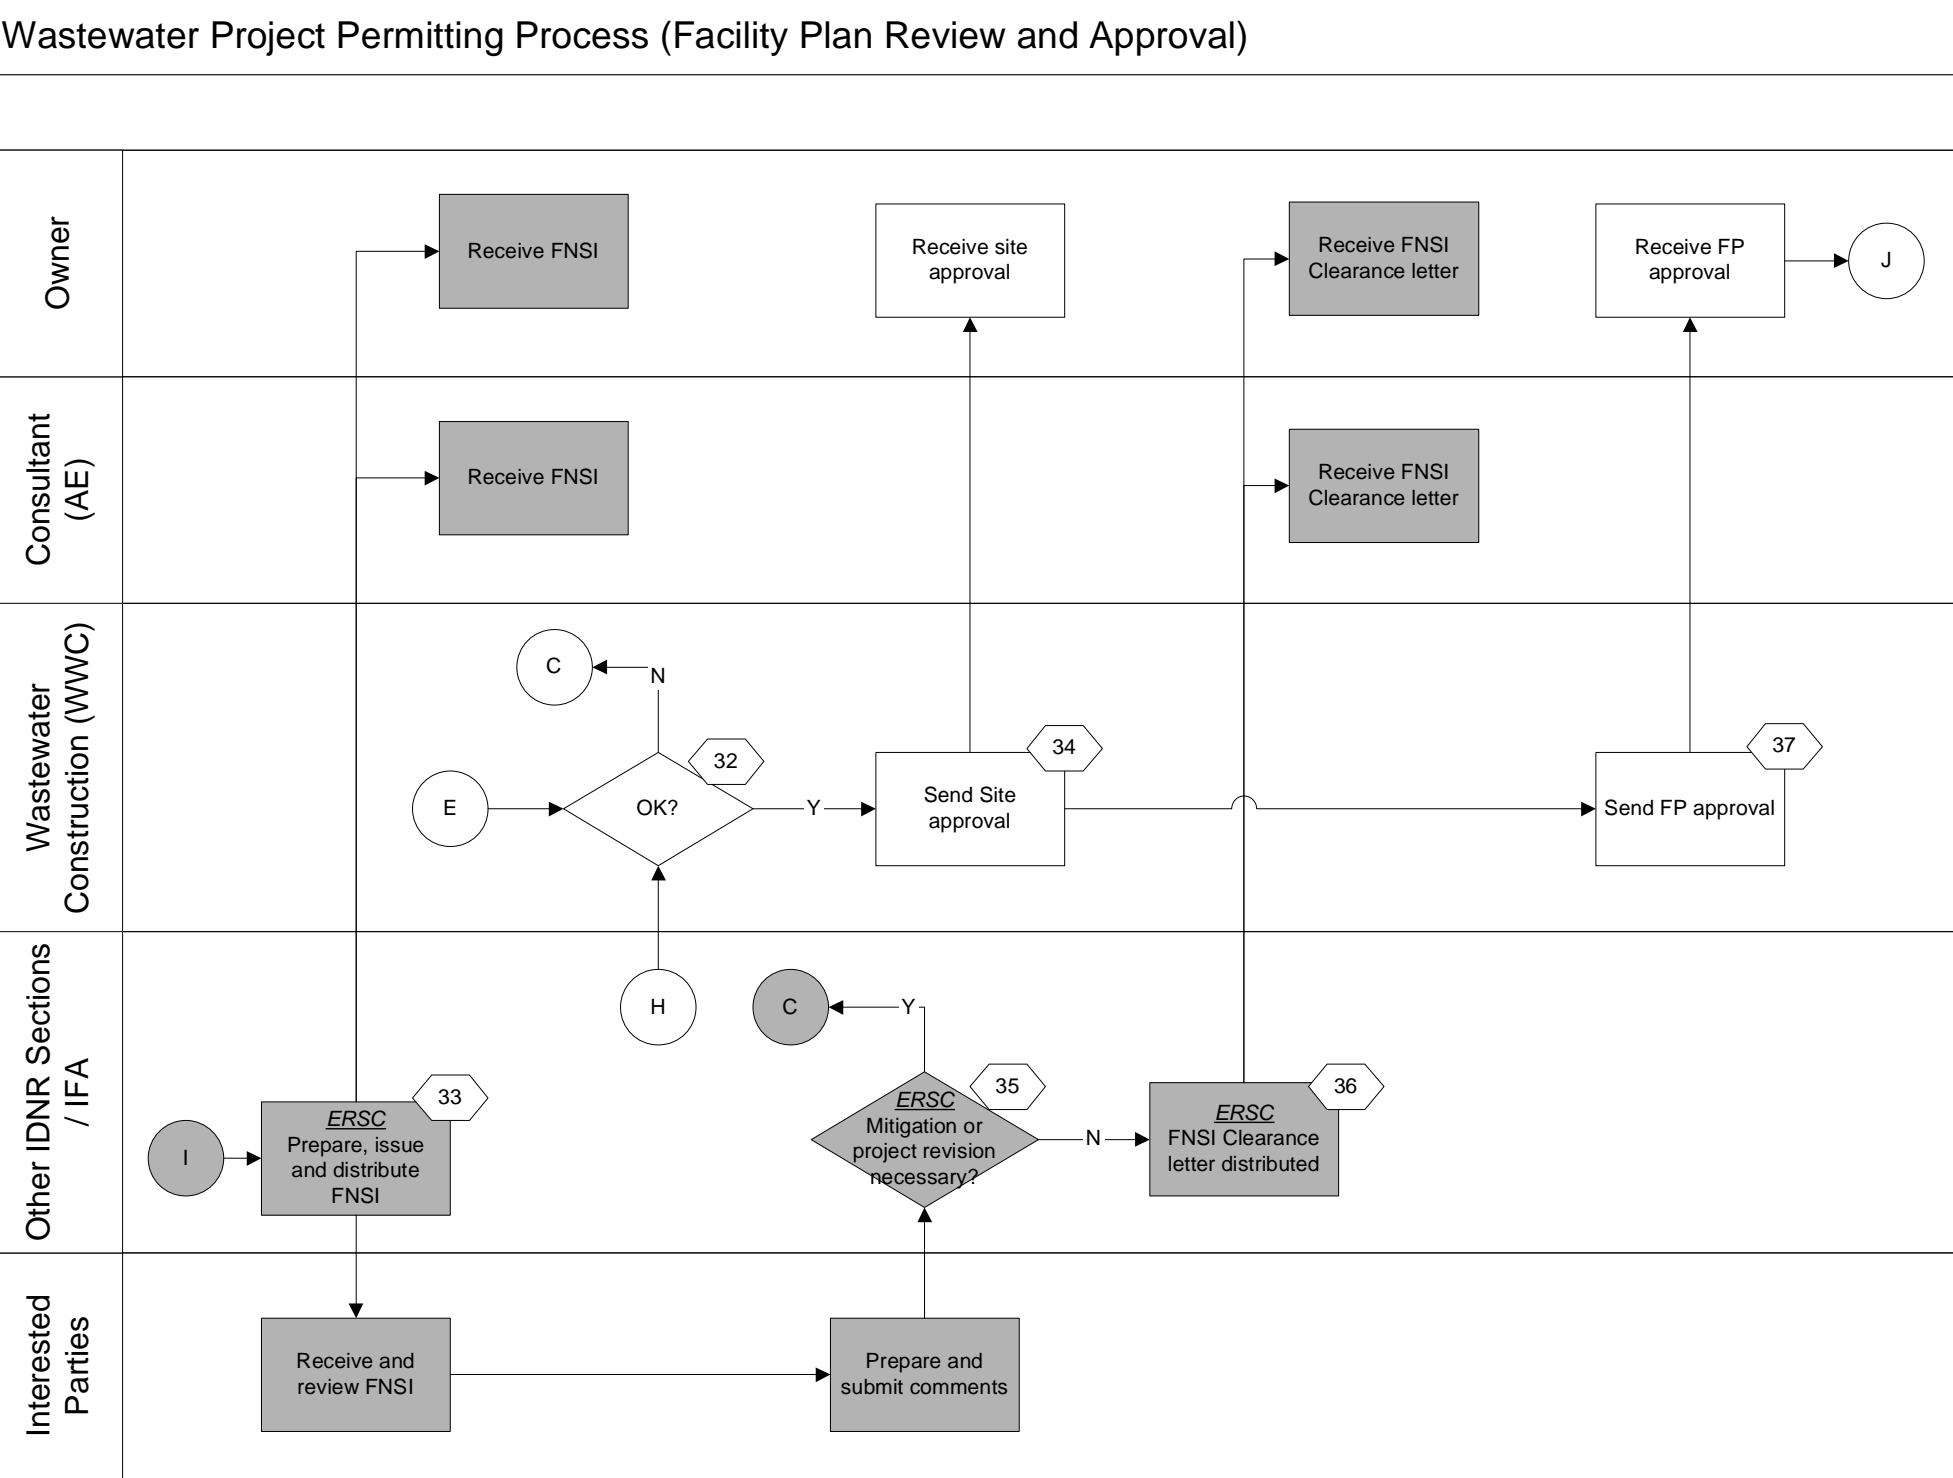 Wastewater Project Permitting Process (Facility Plan Review and Approval)
Owner
Receive FNSI
Receive site
approval
Receive FNSI
Clearance letter
Receive FP
approval
J
Consultant
(AE)
Receive FNSI
Receive FNSI
Clearance letter
Wastewater
Construction (WWC)
C
N
E
OK?
32
Y
Send Site
approval
34
Send FP approval
37
Other IDNR Sections
/ IFA
H
C
Y
I
ERSC
Prepare, issue
and distribute
FNSI
33
ERSC
Mitigation or
project revision
necessary?
35
N
ERSC
FNSI Clearance
letter distributed
36
Interested
Parties
Receive and
review FNSI
Prepare and
submit comments